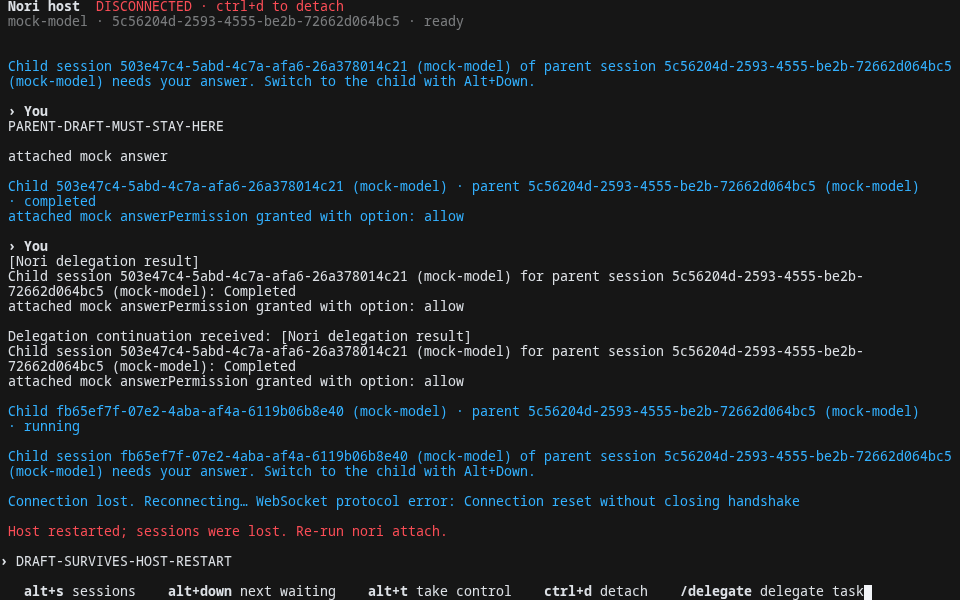 Nori host  DISCONNECTED · ctrl+d to detach
mock-model · 5c56204d-2593-4555-be2b-72662d064bc5 · ready
Child session 503e47c4-5abd-4c7a-afa6-26a378014c21 (mock-model) of parent session 5c56204d-2593-4555-be2b-72662d064bc5
(mock-model) needs your answer. Switch to the child with Alt+Down.
› You
PARENT-DRAFT-MUST-STAY-HERE
attached mock answer
Child 503e47c4-5abd-4c7a-afa6-26a378014c21 (mock-model) · parent 5c56204d-2593-4555-be2b-72662d064bc5 (mock-model)
· completed
attached mock answerPermission granted with option: allow
› You
[Nori delegation result]
Child session 503e47c4-5abd-4c7a-afa6-26a378014c21 (mock-model) for parent session 5c56204d-2593-4555-be2b-
72662d064bc5 (mock-model): Completed
attached mock answerPermission granted with option: allow
Delegation continuation received: [Nori delegation result]
Child session 503e47c4-5abd-4c7a-afa6-26a378014c21 (mock-model) for parent session 5c56204d-2593-4555-be2b-
72662d064bc5 (mock-model): Completed
attached mock answerPermission granted with option: allow
Child fb65ef7f-07e2-4aba-af4a-6119b06b8e40 (mock-model) · parent 5c56204d-2593-4555-be2b-72662d064bc5 (mock-model)
· running
Child session fb65ef7f-07e2-4aba-af4a-6119b06b8e40 (mock-model) of parent session 5c56204d-2593-4555-be2b-72662d064bc5
(mock-model) needs your answer. Switch to the child with Alt+Down.
Connection lost. Reconnecting… WebSocket protocol error: Connection reset without closing handshake
Host restarted; sessions were lost. Re-run nori attach.
› DRAFT-SURVIVES-HOST-RESTART
alt+s sessions    alt+down next waiting    alt+t take control    ctrl+d detach    /delegate delegate task